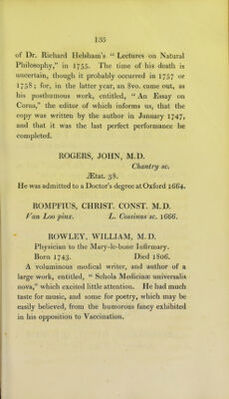 135
of Dr. Richard Helsham's “ Lectures on Natural
Philosophy,” in 1755. The time of his death is
uncertain, though it probably occurred in 1757 or
1758; for, in the latter year, an 8vo. came out, as
his posthumous work, entitled, “ An Essay on
Corns,” the editor of which informs us, that the
copy was written by the author in January 1747,
and that it was the last perfect performance he
completed.
ROGERS, JOHN, M.D.
Chantry sc.
Ætat. 38.
He was admitted to a Doctor's degree at Oxford 1664.
ROMPFIUS, CHRIST. CONST. M.D.
Van Loo pinx. L. Cousinus sc. 1666.
ROWLEY, WILLIAM, M. D.
Physician to the Mary-le-bone Infirmary.
Born 1743. Died 1806.
A voluminous medical writer, and author of a
large work, entitled, “ Schola Medicinæ universalis
nova,” which excited little attention. He had much
taste for music, and some for poetry, which may be
easily believed, from the humorous fancy exhibited
in his opposition to Vaccination.